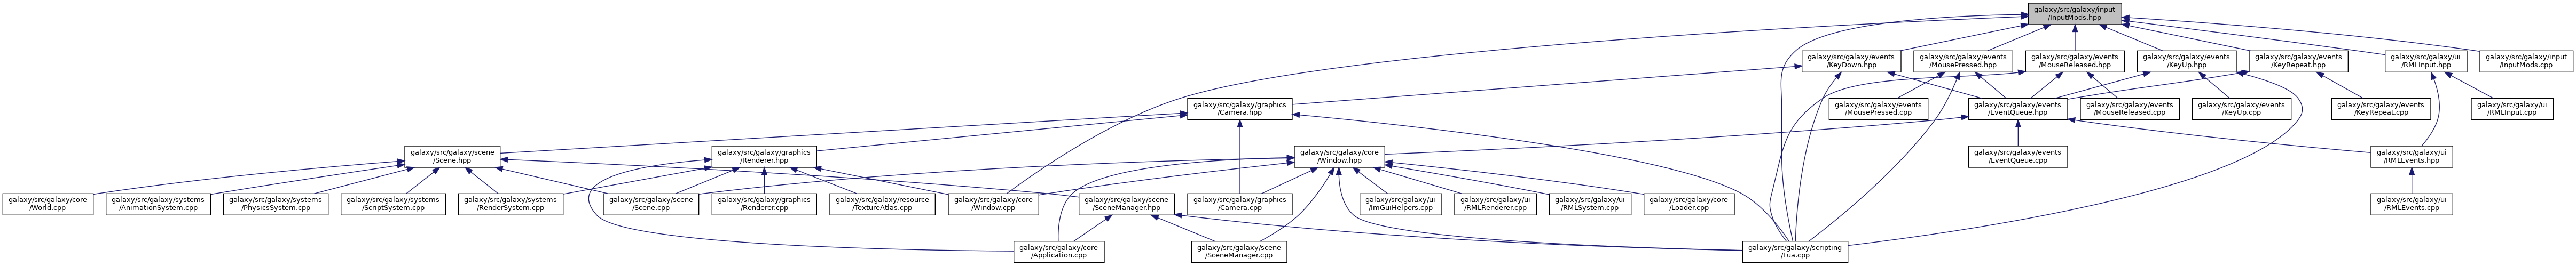 galaxy/src/galaxy/input
/InputMods.hpp
galaxy/src/galaxy/events
/KeyDown.hpp
galaxy/src/galaxy/events
/MousePressed.hpp
galaxy/src/galaxy/events
/MouseReleased.hpp
galaxy/src/galaxy/events
/KeyUp.hpp
galaxy/src/galaxy/events
/KeyRepeat.hpp
galaxy/src/galaxy/ui
/RMLInput.hpp
galaxy/src/galaxy/input
/InputMods.cpp
galaxy/src/galaxy/graphics
/Camera.hpp
galaxy/src/galaxy/events
/MousePressed.cpp
galaxy/src/galaxy/events
/EventQueue.hpp
galaxy/src/galaxy/events
/MouseReleased.cpp
galaxy/src/galaxy/events
/KeyUp.cpp
galaxy/src/galaxy/events
/KeyRepeat.cpp
galaxy/src/galaxy/ui
/RMLInput.cpp
galaxy/src/galaxy/scene
/Scene.hpp
galaxy/src/galaxy/graphics
/Renderer.hpp
galaxy/src/galaxy/core
/Window.hpp
galaxy/src/galaxy/events
/EventQueue.cpp
galaxy/src/galaxy/ui
/RMLEvents.hpp
galaxy/src/galaxy/core
/World.cpp
galaxy/src/galaxy/systems
/AnimationSystem.cpp
galaxy/src/galaxy/systems
/PhysicsSystem.cpp
galaxy/src/galaxy/systems
/ScriptSystem.cpp
galaxy/src/galaxy/systems
/RenderSystem.cpp
galaxy/src/galaxy/scene
/Scene.cpp
galaxy/src/galaxy/graphics
/Renderer.cpp
galaxy/src/galaxy/resource
/TextureAtlas.cpp
galaxy/src/galaxy/core
/Window.cpp
galaxy/src/galaxy/scene
/SceneManager.hpp
galaxy/src/galaxy/graphics
/Camera.cpp
galaxy/src/galaxy/ui
/ImGuiHelpers.cpp
galaxy/src/galaxy/ui
/RMLRenderer.cpp
galaxy/src/galaxy/ui
/RMLSystem.cpp
galaxy/src/galaxy/core
/Loader.cpp
galaxy/src/galaxy/ui
/RMLEvents.cpp
galaxy/src/galaxy/core
/Application.cpp
galaxy/src/galaxy/scene
/SceneManager.cpp
galaxy/src/galaxy/scripting
/Lua.cpp